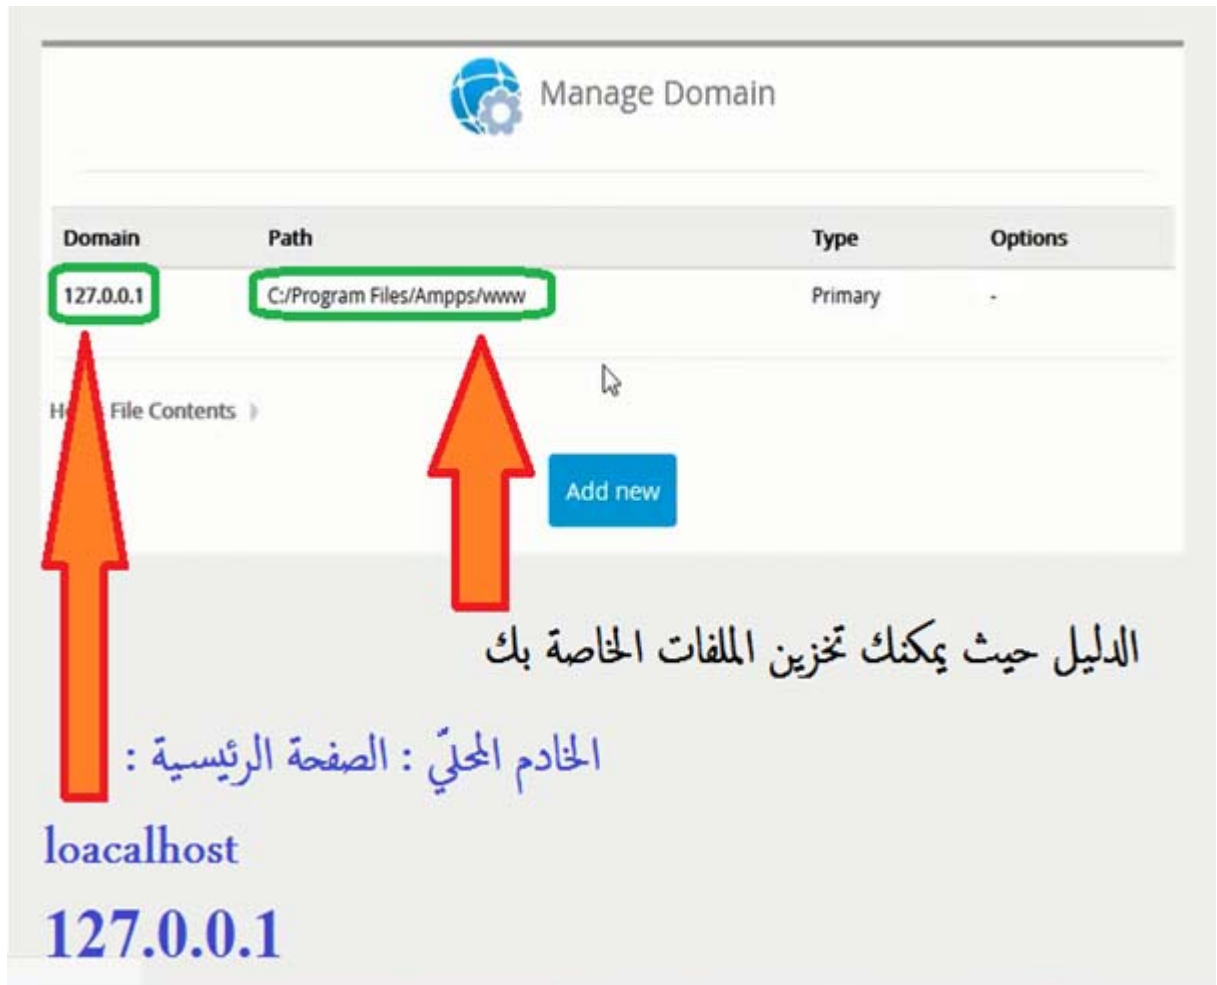 Manage Domain
Domain Path Type Options
127.0.0.1 C:/Program Files/Ampps/www Primary -
File Contents
Add new
الدليل حيث يمكنك تخزين الملفات الخاصة بك
الخادم المحليّ : الصفحة الرئيسية :
loacalhost
127.0.0.1